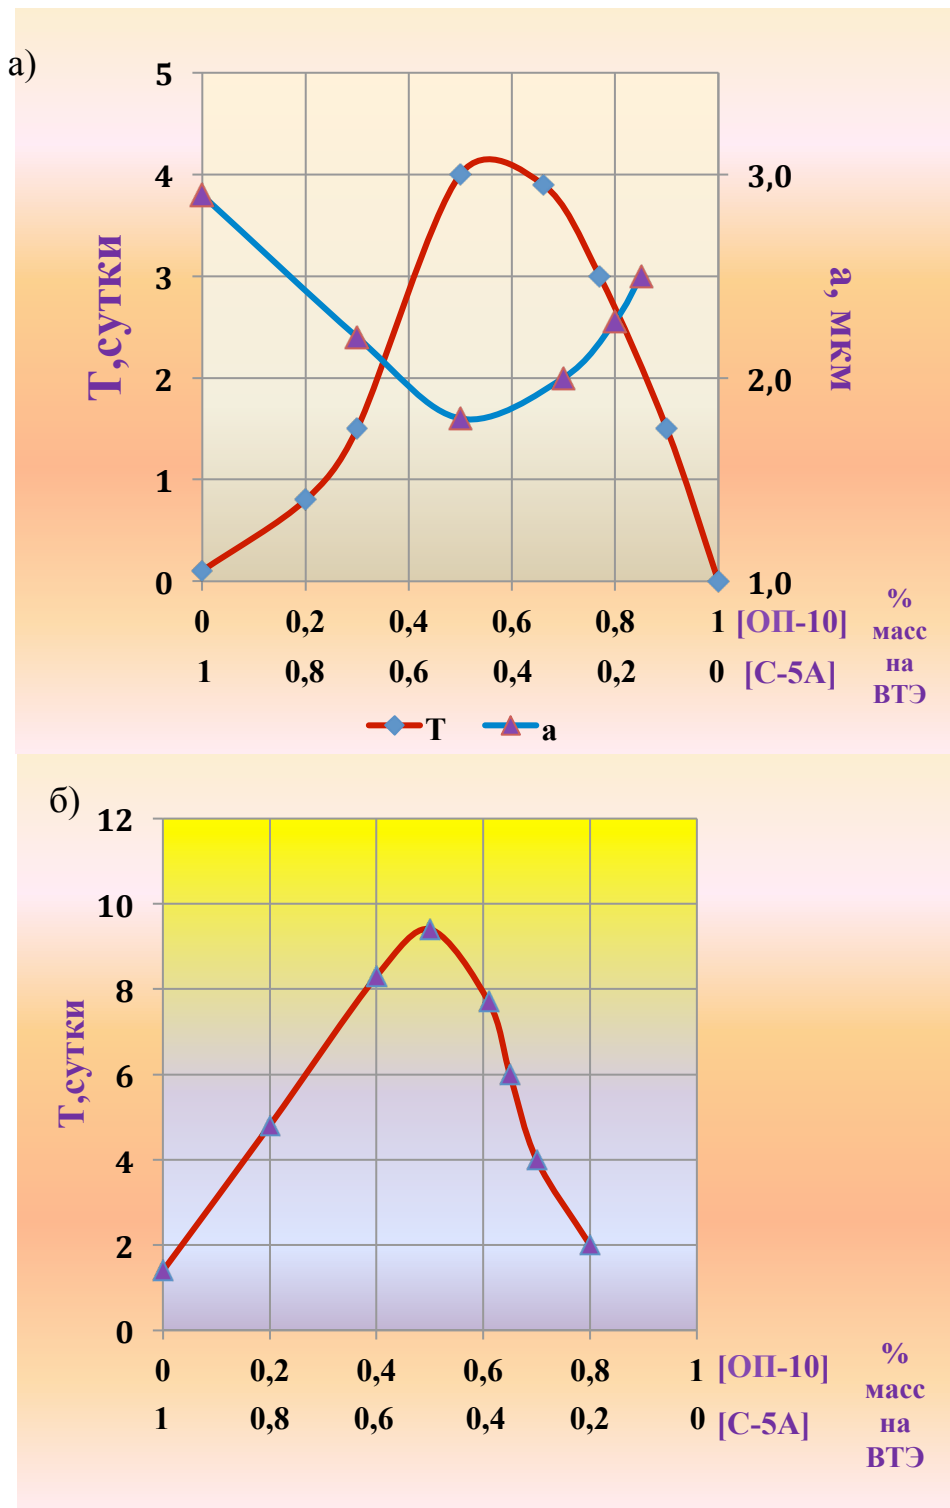 а)
5
4
3
2
1
0
Т,сутки
3,0
2,0
1,0
а, мкм
0 0,2 0,4 0,6 0,8 1 [ОП-10]
1 0,8 0,6 0,4 0,2 0 [С-5А]
%
масс
на
ВТЭ
Т а
б)
12
10
8
6
4
2
0
Т,сутки
0 0,2 0,4 0,6 0,8 1 [ОП-10]
1 0,8 0,6 0,4 0,2 0 [С-5А]
%
масс
на
ВТЭ